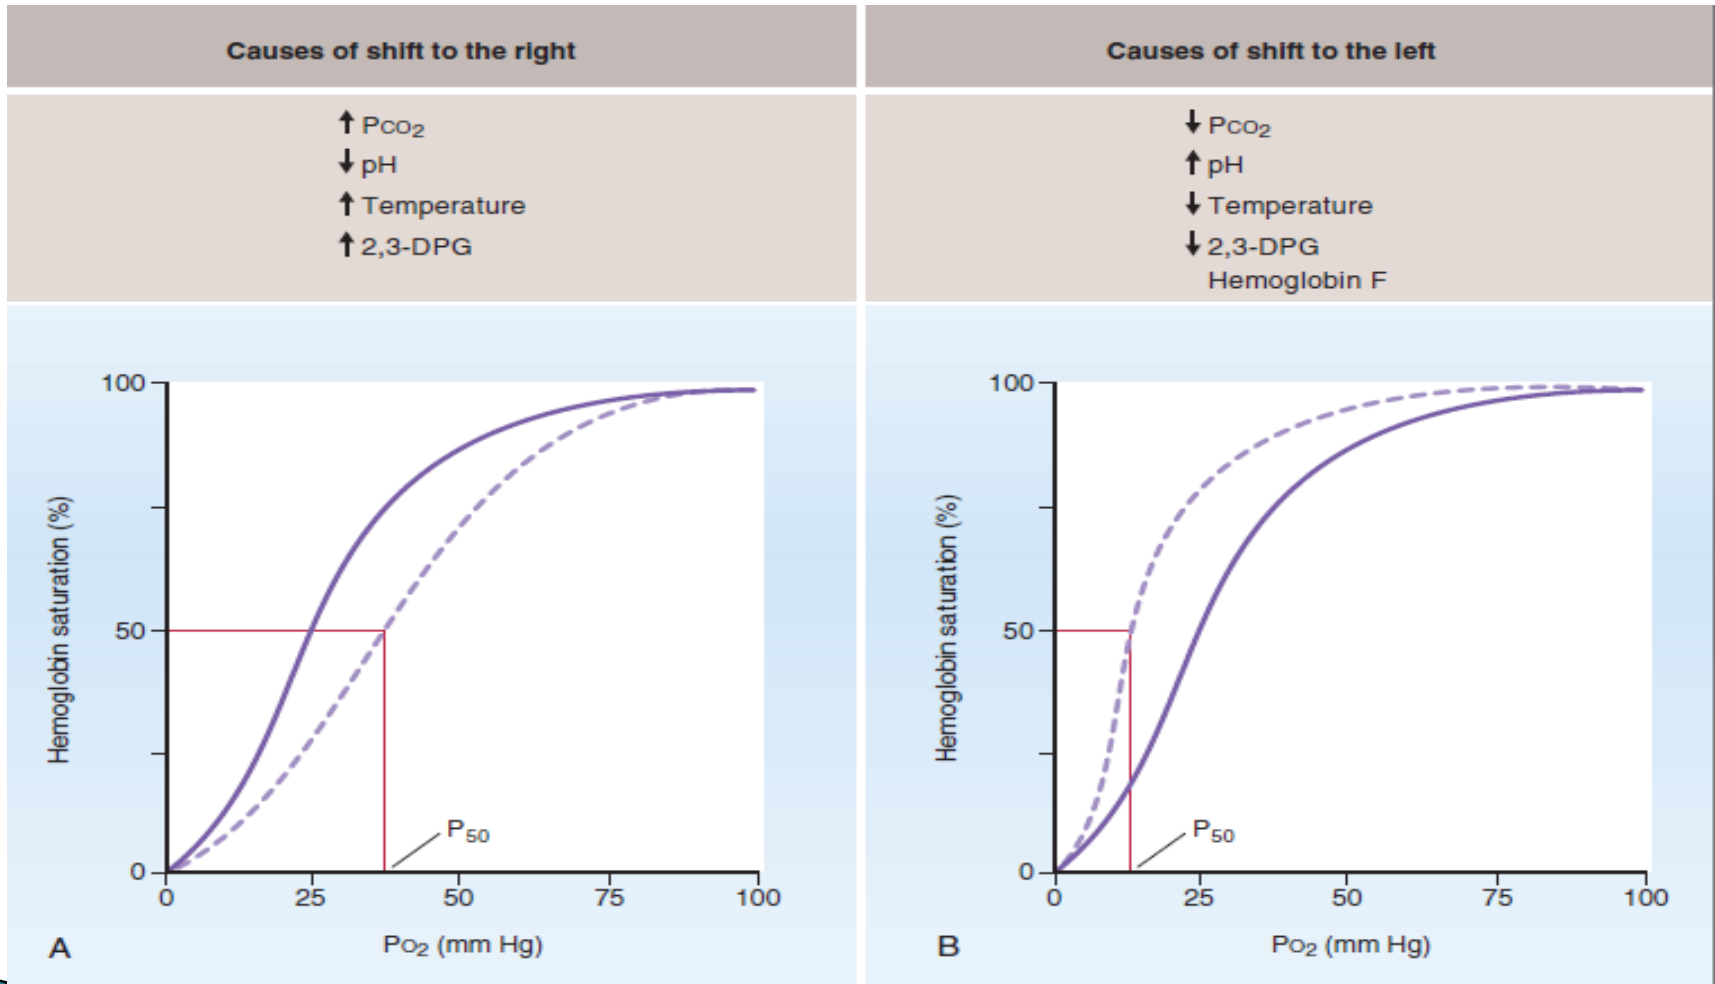 Causes of shift to the right
↑ PCO2
↓ pH
↑ Temperature
↑ 2,3-DPG
100
50
0
Hemoglobin saturation (%)
P50
0 25 50 75 100
A
PO2 (mm Hg)
Causes of shift to the left
↓ PCO2
↑ pH
↓ Temperature
↓ 2,3-DPG
Hemoglobin F
100
50
0
Hemoglobin saturation (%)
P50
0 25 50 75 100
B
PO2 (mm Hg)